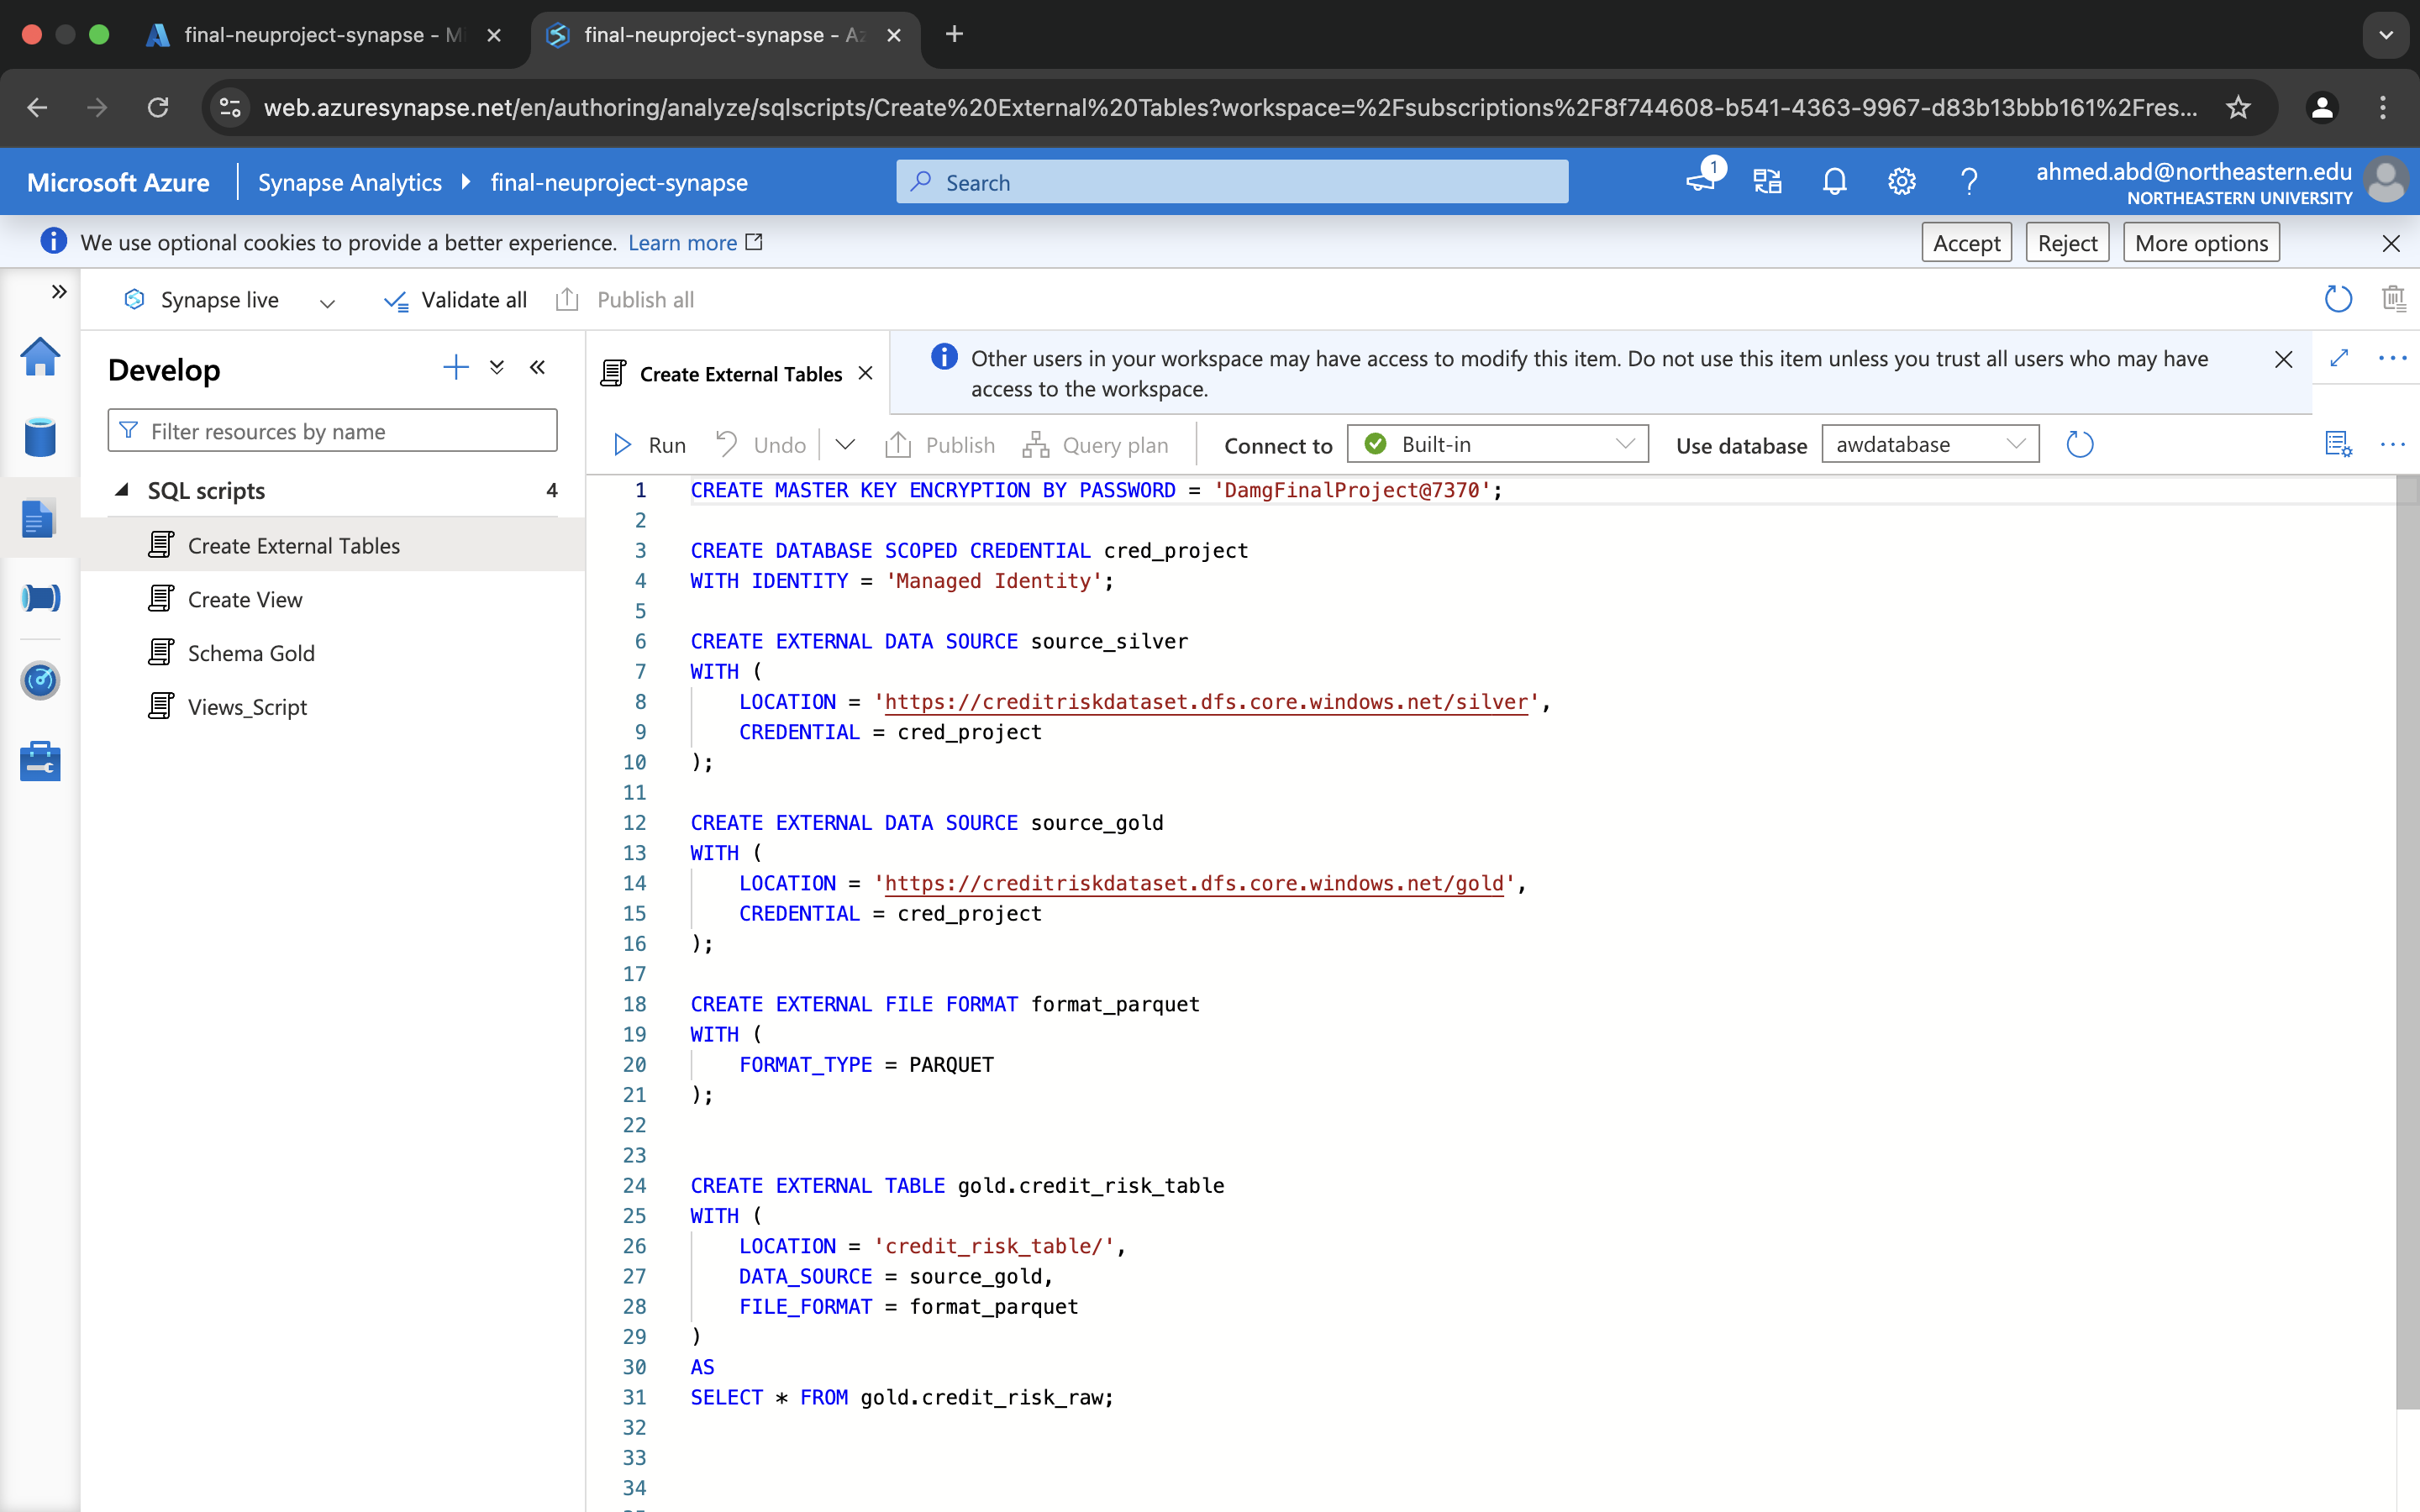 final-neuproject-synapse - Mi
final-neuproject-synapse - Az
web.azuresynapse.net/en/authoring/analyze/sqlscripts/Create%20External%20Tables?workspace=%2Fsubscriptions%2F8f744608-b541-4363-9967-d83b13bbb161%2Fres...
Microsoft Azure
Synapse Analytics
final-neuproject-synapse
Search
1
ahmed.abd@northeastern.edu
NORTHEASTERN UNIVERSITY
We use optional cookies to provide a better experience. Learn more
Accept
Reject
More options
Synapse live
Validate all
Publish all
Develop
Filter resources by name
SQL scripts 4
Create External Tables
Create View
Schema Gold
Views_Script
Create External Tables
Other users in your workspace may have access to modify this item. Do not use this item unless you trust all users who may have
access to the workspace.
Run
Undo
Publish
Query plan
Connect to
Built-in
Use database
awdatabase
1 CREATE MASTER KEY ENCRYPTION BY PASSWORD = 'DamgFinalProject@7370';
2
3 CREATE DATABASE SCOPED CREDENTIAL cred_project
4 WITH IDENTITY = 'Managed Identity';
5
6 CREATE EXTERNAL DATA SOURCE source_silver
7 WITH (
8 LOCATION = 'https://creditriskdataset.dfs.core.windows.net/silver',
9 CREDENTIAL = cred_project
10 );
11
12 CREATE EXTERNAL DATA SOURCE source_gold
13 WITH (
14 LOCATION = 'https://creditriskdataset.dfs.core.windows.net/gold',
15 CREDENTIAL = cred_project
16 );
17
18 CREATE EXTERNAL FILE FORMAT format_parquet
19 WITH (
20 FORMAT_TYPE = PARQUET
21 );
22
23
24 CREATE EXTERNAL TABLE gold.credit_risk_table
25 WITH (
26 LOCATION = 'credit_risk_table/',
27 DATA_SOURCE = source_gold,
28 FILE_FORMAT = format_parquet
29 )
30 AS
31 SELECT * FROM gold.credit_risk_raw;
32
33
34